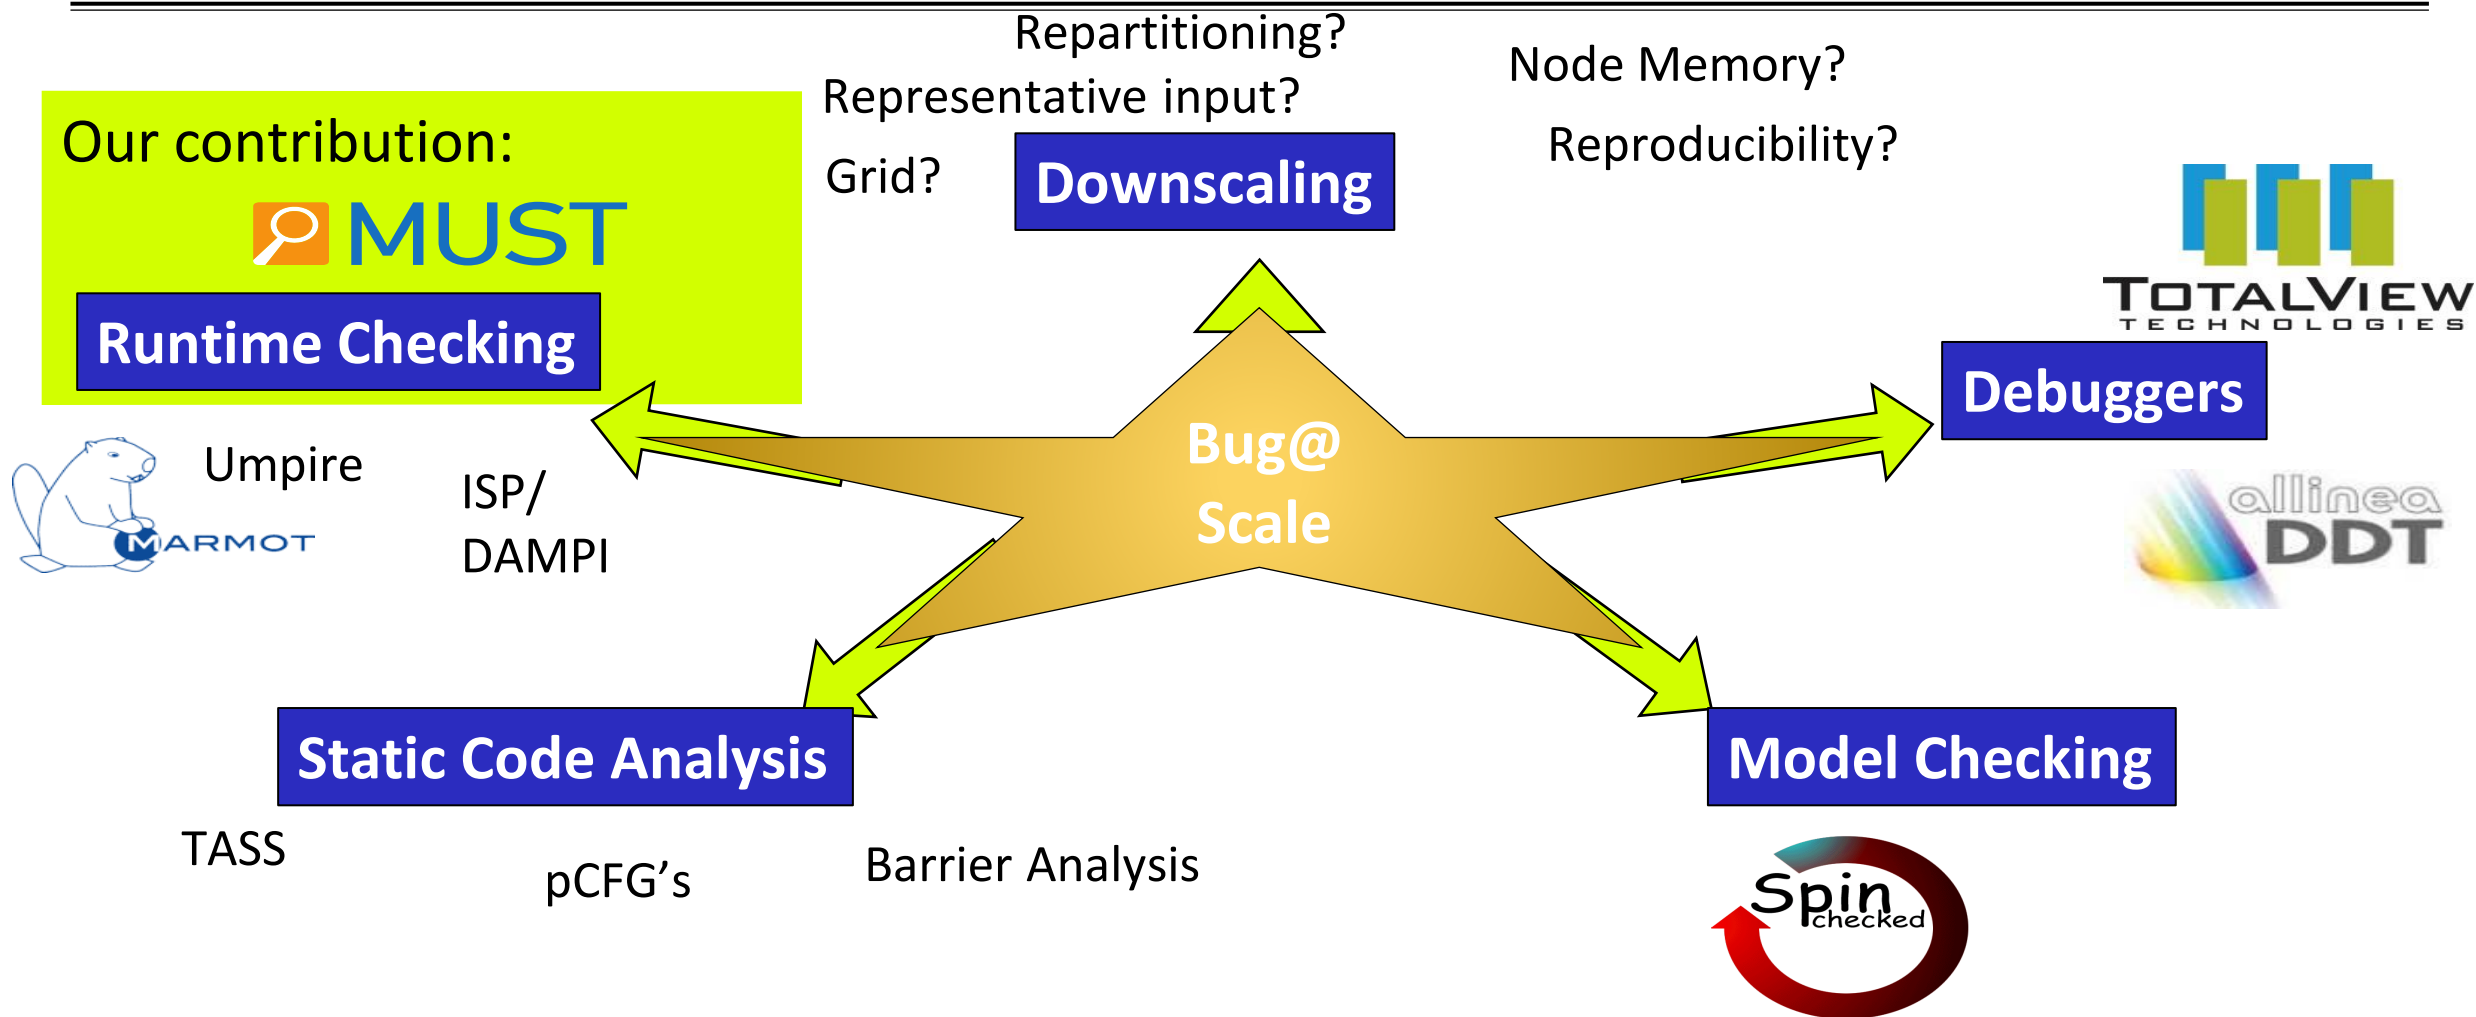 Repartitioning?
Node Memory?
Representative input?
Our contribution:
Reproducibility?
Grid?
Downscaling
MUST
TOTALVIEW
TECHNOLOGIES
Runtime Checking
Debuggers
Bug@
Scale
Umpire
ISP/
DAMPI
MARMOT
allinea
DDT
Static Code Analysis
Model Checking
TASS
pCFG’s
Barrier Analysis
Spin
checked